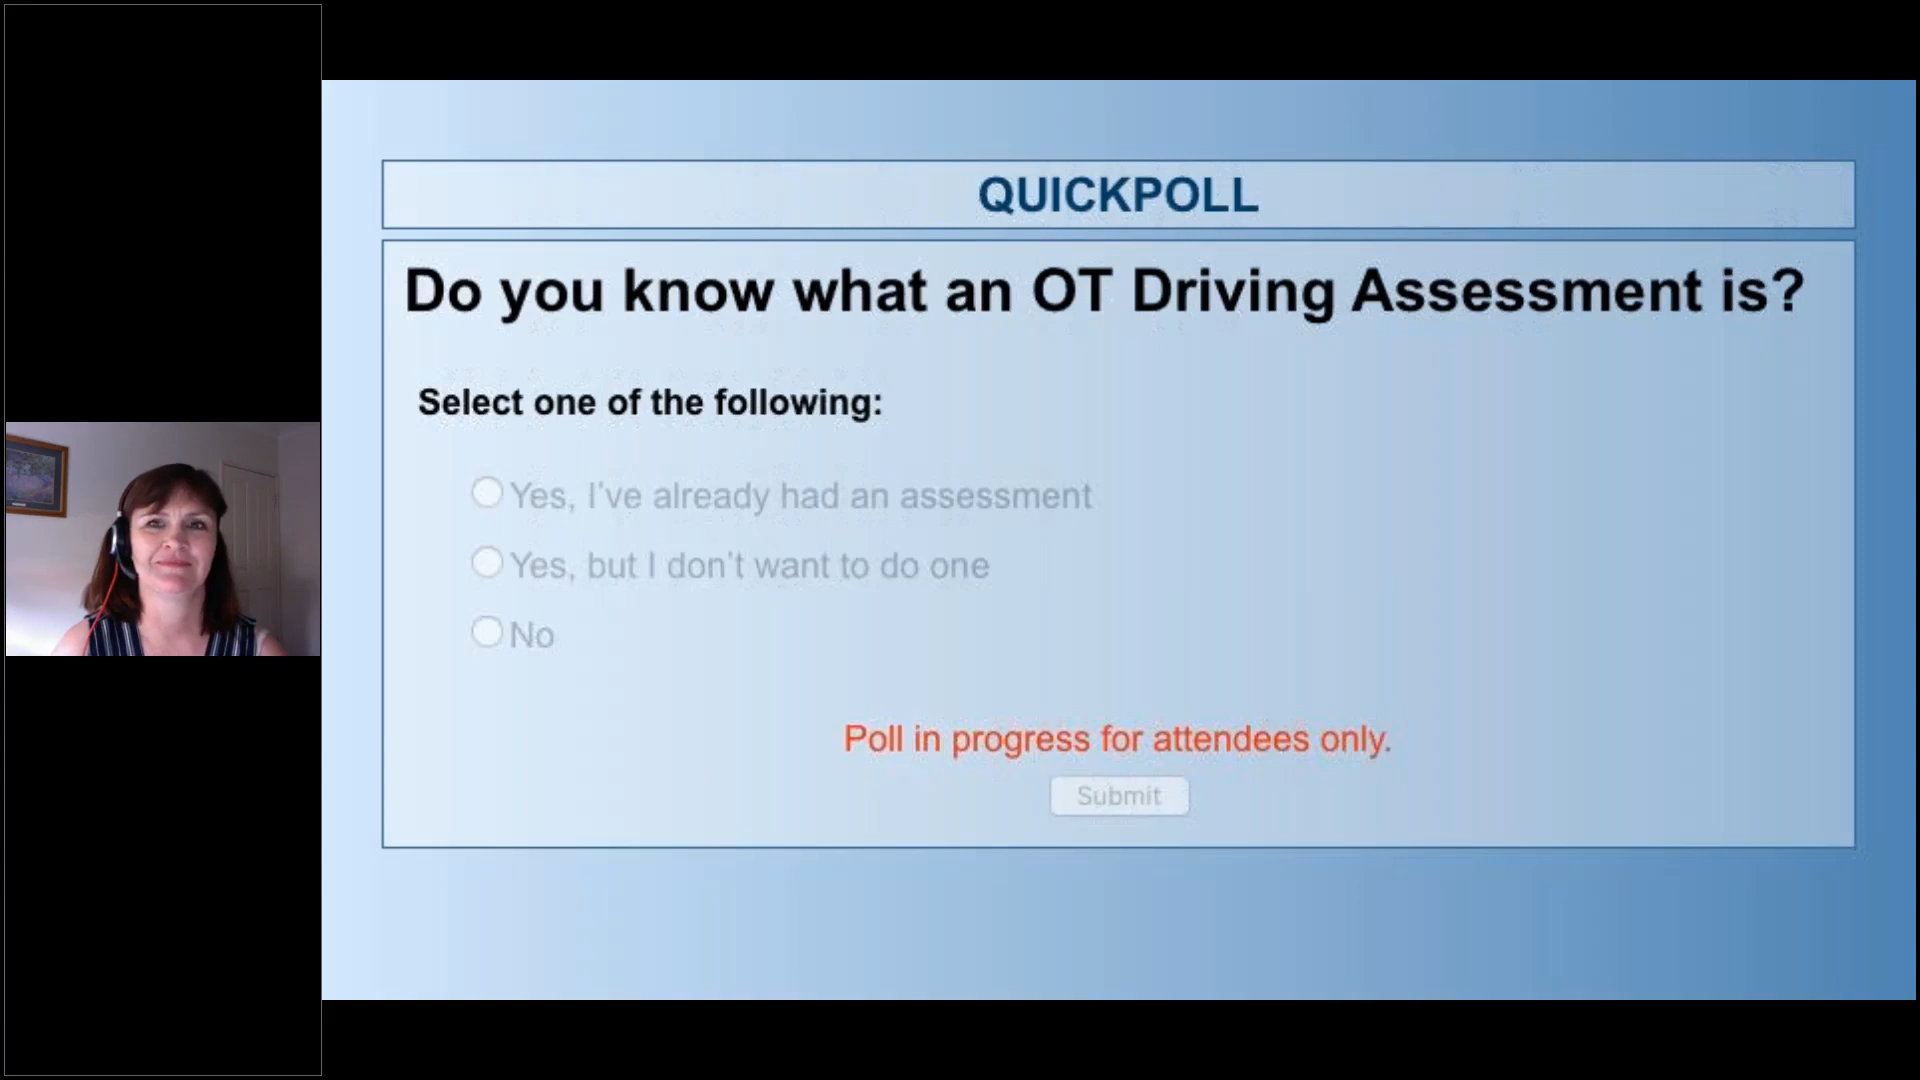 QUICKPOLL
Do you know what an OT Driving Assessment is?
Select one of the following:
Yes, I've already had an assessment
Yes, but I don't want to do one
No
Poll in progress for attendees only.
Submit